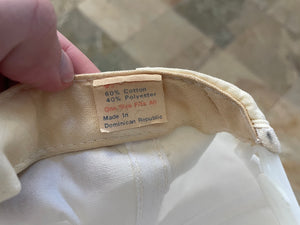 60% Cotton
40% Polyester
One Size Fits All
Made In
Dominican Republic